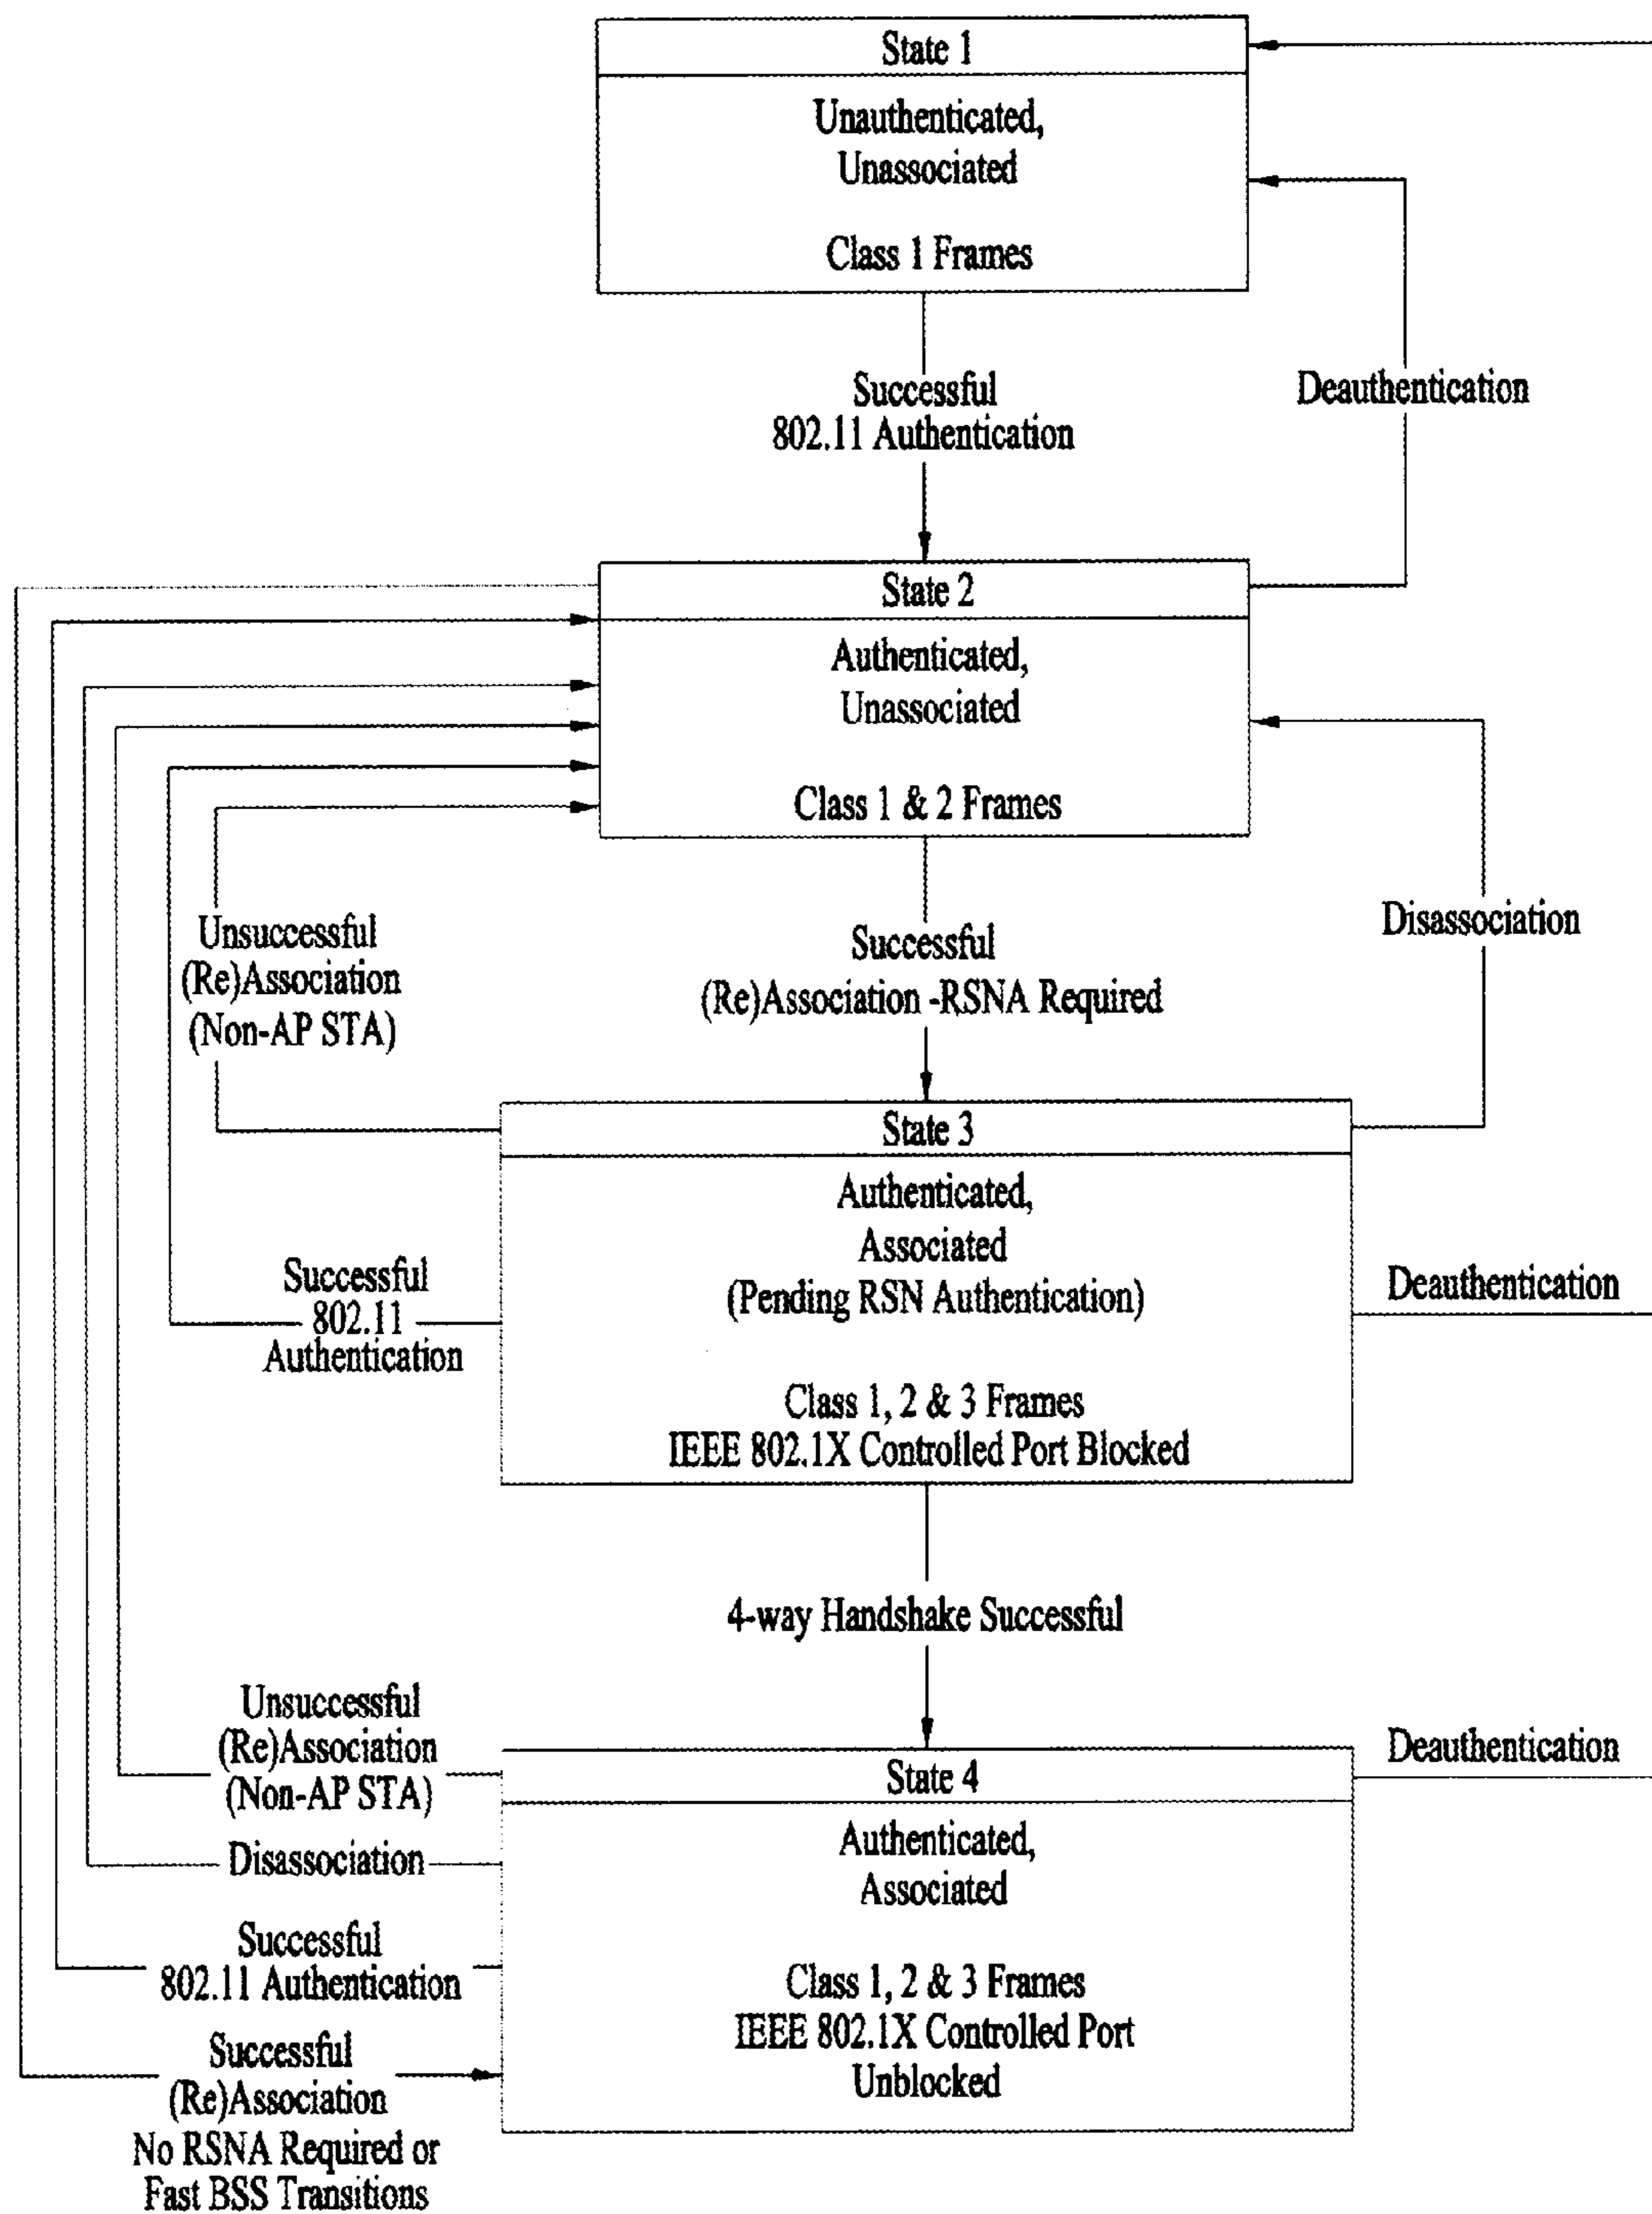 State 1
Unauthenticated,
Unassociated
Class 1 Frames
Successful
802.11 Authentication
Deauthentication
State 2
Authenticated,
Unassociated
Class 1 & 2 Frames
Unsuccessful
(Re)Association
(Non-AP STA)
Successful
(Re)Association -RSNA Required
Disassociation
State 3
Authenticated,
Associated
(Pending RSN Authentication)
Class 1, 2 & 3 Frames
IEEE 802.1X Controlled Port Blocked
Successful
802.11
Authentication
Deauthentication
4-way Handshake Successful
Unsuccessful
(Re)Association
(Non-AP STA)
Disassociation
Successful
802.11 Authentication
Successful
(Re)Association
No RSNA Required or
Fast BSS Transitions
State 4
Authenticated,
Associated
Class 1, 2 & 3 Frames
IEEE 802.1X Controlled Port
Unblocked
Deauthentication